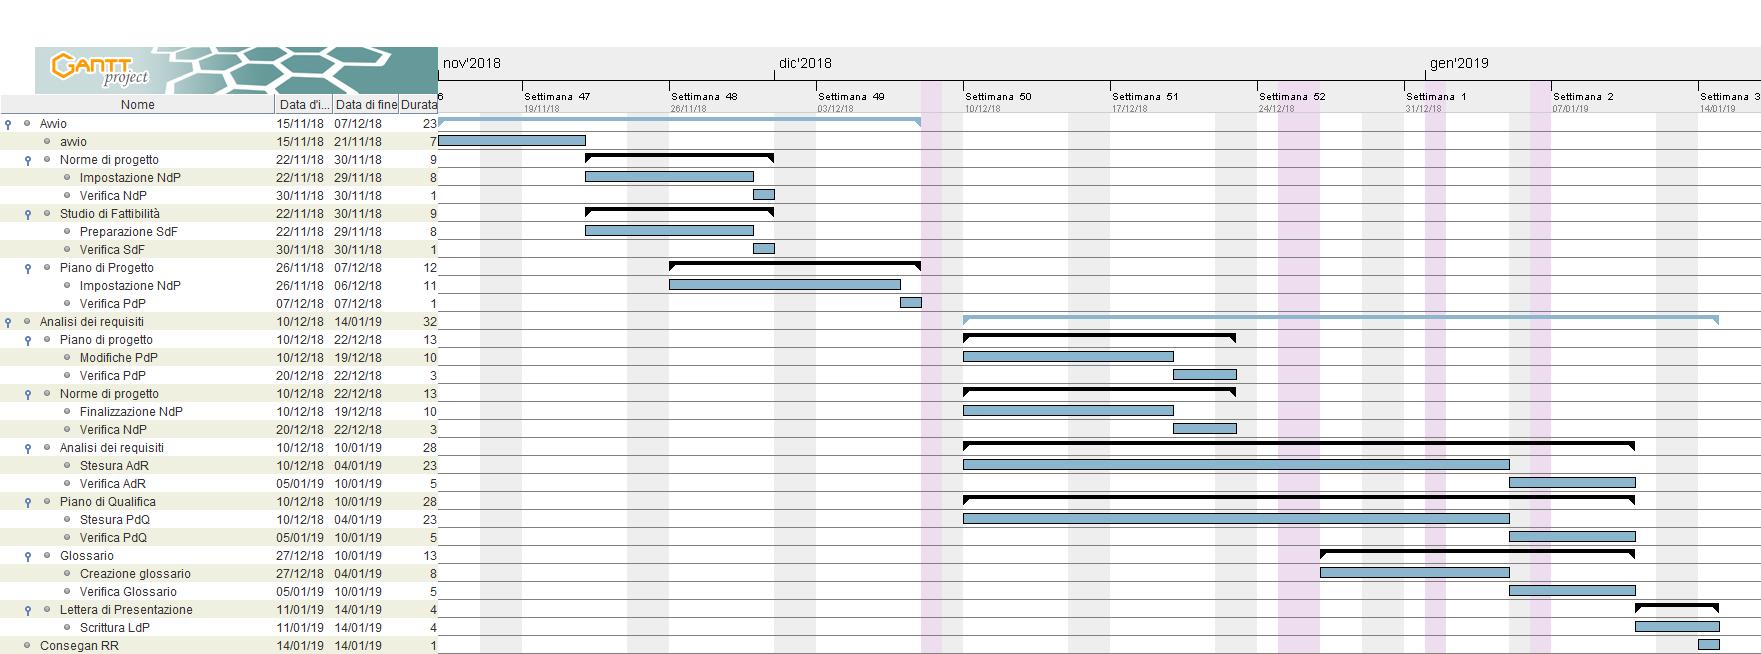 GANTT
project
nov'2018 dic'2018 gen'2019
6 Settimana 47 Settimana 48 Settimana 49 Settimana 50 Settimana 51 Settimana 52 Settimana 1 Settimana 2 Settimana 3
19/11/18 26/11/18 03/12/18 10/12/18 17/12/18 24/12/18 31/12/18 07/01/19 14/01/19
Nome Data d'i... Data di fine Durata
Avvio 15/11/18 07/12/18 23
avvio 15/11/18 21/11/18 7
Norme di progetto 22/11/18 30/11/18 9
Impostazione NdP 22/11/18 29/11/18 8
Verifica NdP 30/11/18 30/11/18 1
Studio di Fattibilità 22/11/18 30/11/18 9
Preparazione SdF 22/11/18 29/11/18 8
Verifica SdF 30/11/18 30/11/18 1
Piano di Progetto 26/11/18 07/12/18 12
Impostazione NdP 26/11/18 06/12/18 11
Verifica PdP 07/12/18 07/12/18 1
Analisi dei requisiti 10/12/18 14/01/19 32
Piano di progetto 10/12/18 22/12/18 13
Modifiche PdP 10/12/18 19/12/18 10
Verifica PdP 20/12/18 22/12/18 3
Norme di progetto 10/12/18 22/12/18 13
Finalizzazione NdP 10/12/18 19/12/18 10
Verifica NdP 20/12/18 22/12/18 3
Analisi dei requisiti 10/12/18 10/01/19 28
Stesura AdR 10/12/18 04/01/19 23
Verifica AdR 05/01/19 10/01/19 5
Piano di Qualifica 10/12/18 10/01/19 28
Stesura PdQ 10/12/18 04/01/19 23
Verifica PdQ 05/01/19 10/01/19 5
Glossario 27/12/18 10/01/19 13
Creazione glossario 27/12/18 04/01/19 8
Verifica Glossario 05/01/19 10/01/19 5
Lettera di Presentazione 11/01/19 14/01/19 4
Scrittura LdP 11/01/19 14/01/19 4
Consegan RR 14/01/19 14/01/19 1